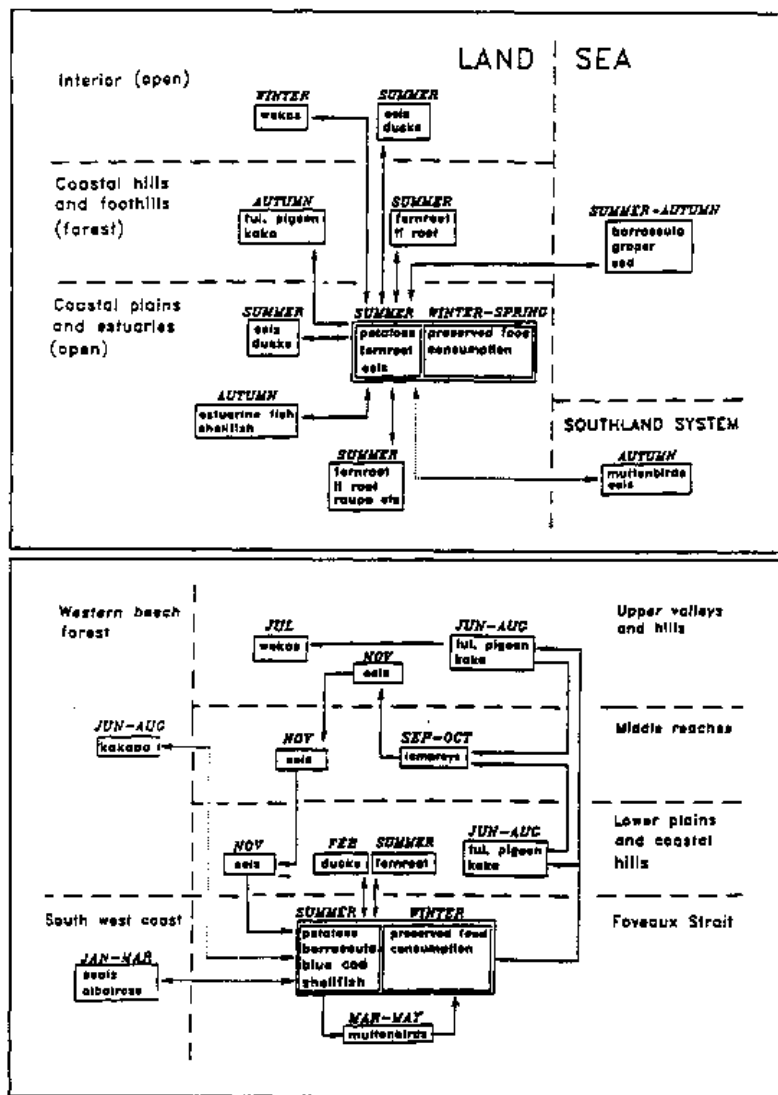 LAND SEA
Interior (open)
WINTER
wekas
SUMMER
eels
ducks
Coastal hills
and foothills
(forest)
AUTUMN
tui, pigeon
kaka
SUMMER
fernroot
ti root
SUMMER-AUTUMN
barracouta
groper
Coastal plains
and estuaries
(open)
SUMMER
eels
ducks
SUMMER
potatoes
fernroot
eels
WINTER-SPRING
preserved food
consumption
AUTUMN
estuarine fish
shellfish
SUMMER
fernroot
ti root
raupo etc
SOUTHLAND SYSTEM
AUTUMN
muttonbirds
eels
Western beech
forest
Upper valleys
and hills
JUL
wekas
JUN-AUG
tui, pigeon
kaka
NOV
eels
Middle reaches
JUN-AUG
kakapo
NOV
eels
SEP-OCT
lampreys
Lower plains
and coastal
hills
NOV
eels
FEB
ducks
SUMMER
fernroot
JUN-AUG
tui, pigeon
kaka
South west coast
Foveaux Strait
SUMMER
potatoes
barracouta
blue cod
shellfish
WINTER
preserved food
consumption
JAN-MAR
seals
albatross
MAR-MAY
muttonbirds